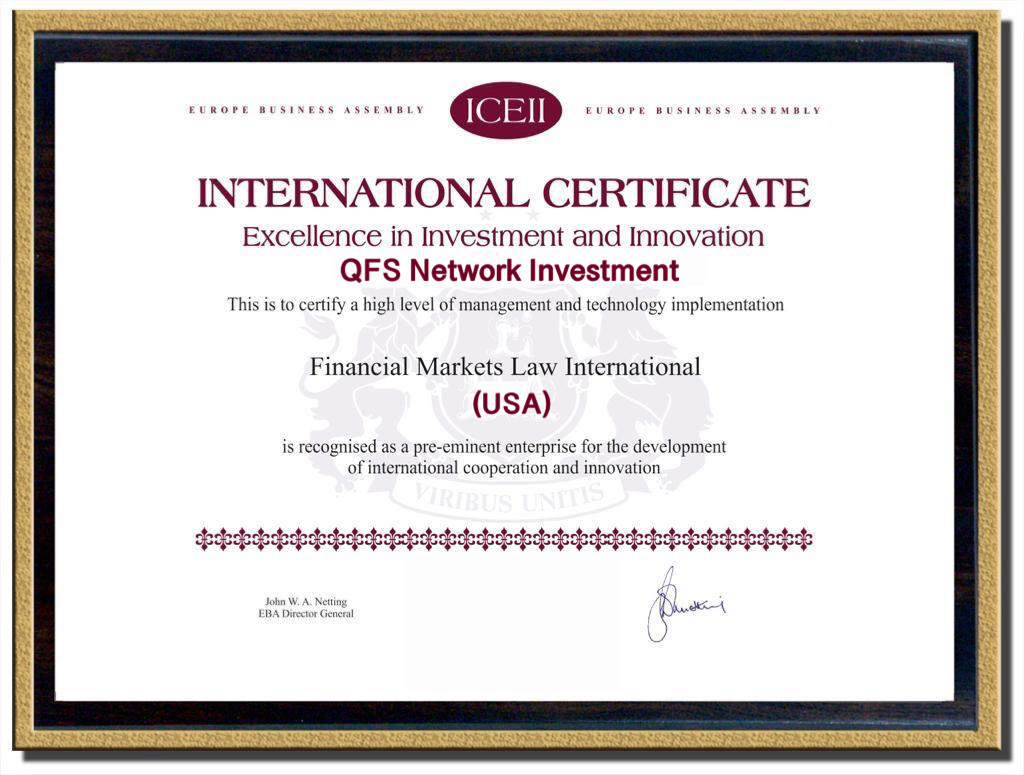 EUROPE BUSINESS ASSEMBLY ICEII EUROPE BUSINESS ASSEMBLY
INTERNATIONAL CERTIFICATE
Excellence in Investment and Innovation
QFS Network Investment
This is to certify a high level of management and technology implementation
Financial Markets Law International
(USA)
is recognised as a pre-eminent enterprise for the development
of international cooperation and innovation
VIRIBUS UNITIS
John W. A. Netting
EBA Director General